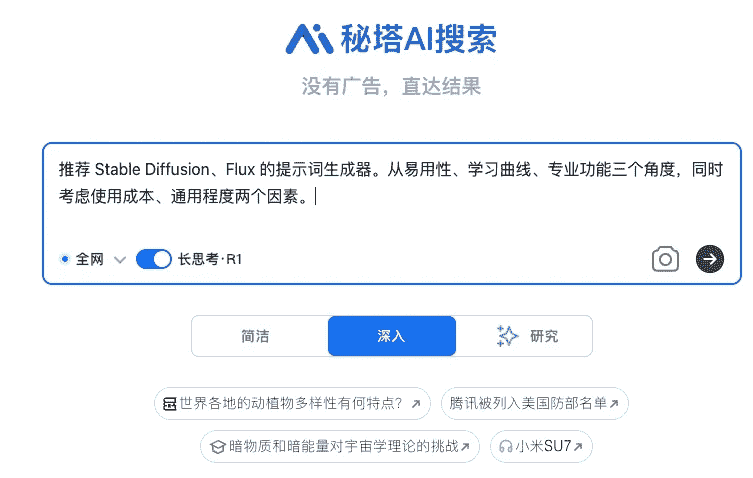 秘塔AI搜索
没有广告，直达结果
推荐 Stable Diffusion、Flux 的提示词生成器。从易用性、学习曲线、专业功能三个角度，同时
考虑使用成本、通用程度两个因素。
全网 长思考·R1
简洁 深入 研究
世界各地的动植物多样性有何特点？ 腾讯被列入美国防部名单
暗物质和暗能量对宇宙学理论的挑战 小米SU7